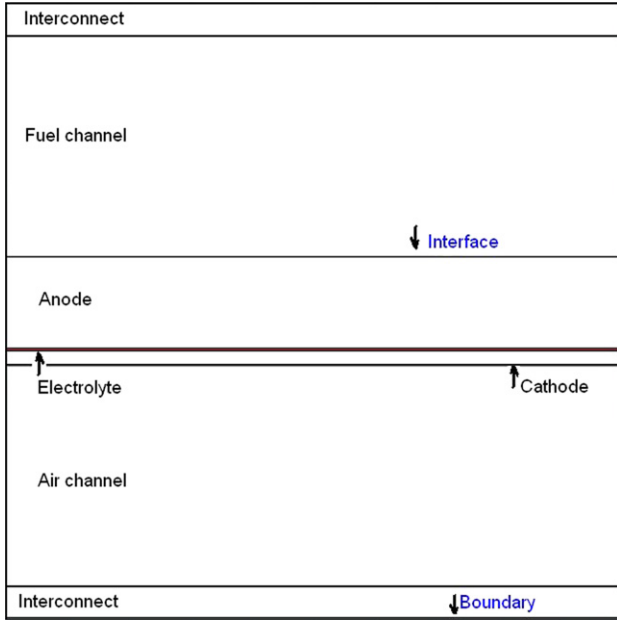 Interconnect
Fuel channel
Interface
Anode
Electrolyte
Cathode
Air channel
Interconnect
Boundary